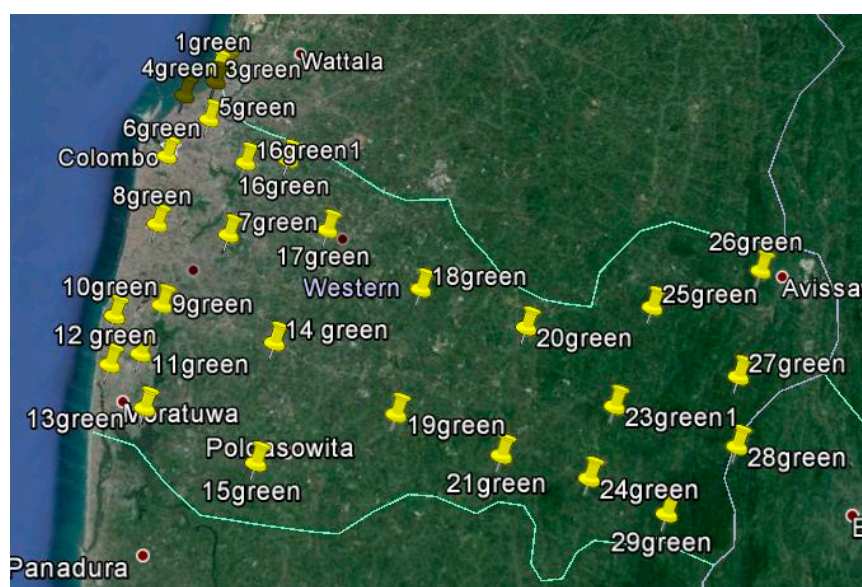 1green
Wattala
4green
3green
5green
6green
Colombo
16green1
16green
8green
7green
17green
26green
Western
18green
Avissa
10green
9green
25green
12 green
14 green
20green
11green
27green
13green
Moratuwa
19green
23green1
Polgasowita
28green
15green
21green
24green
29green
Panadura
E